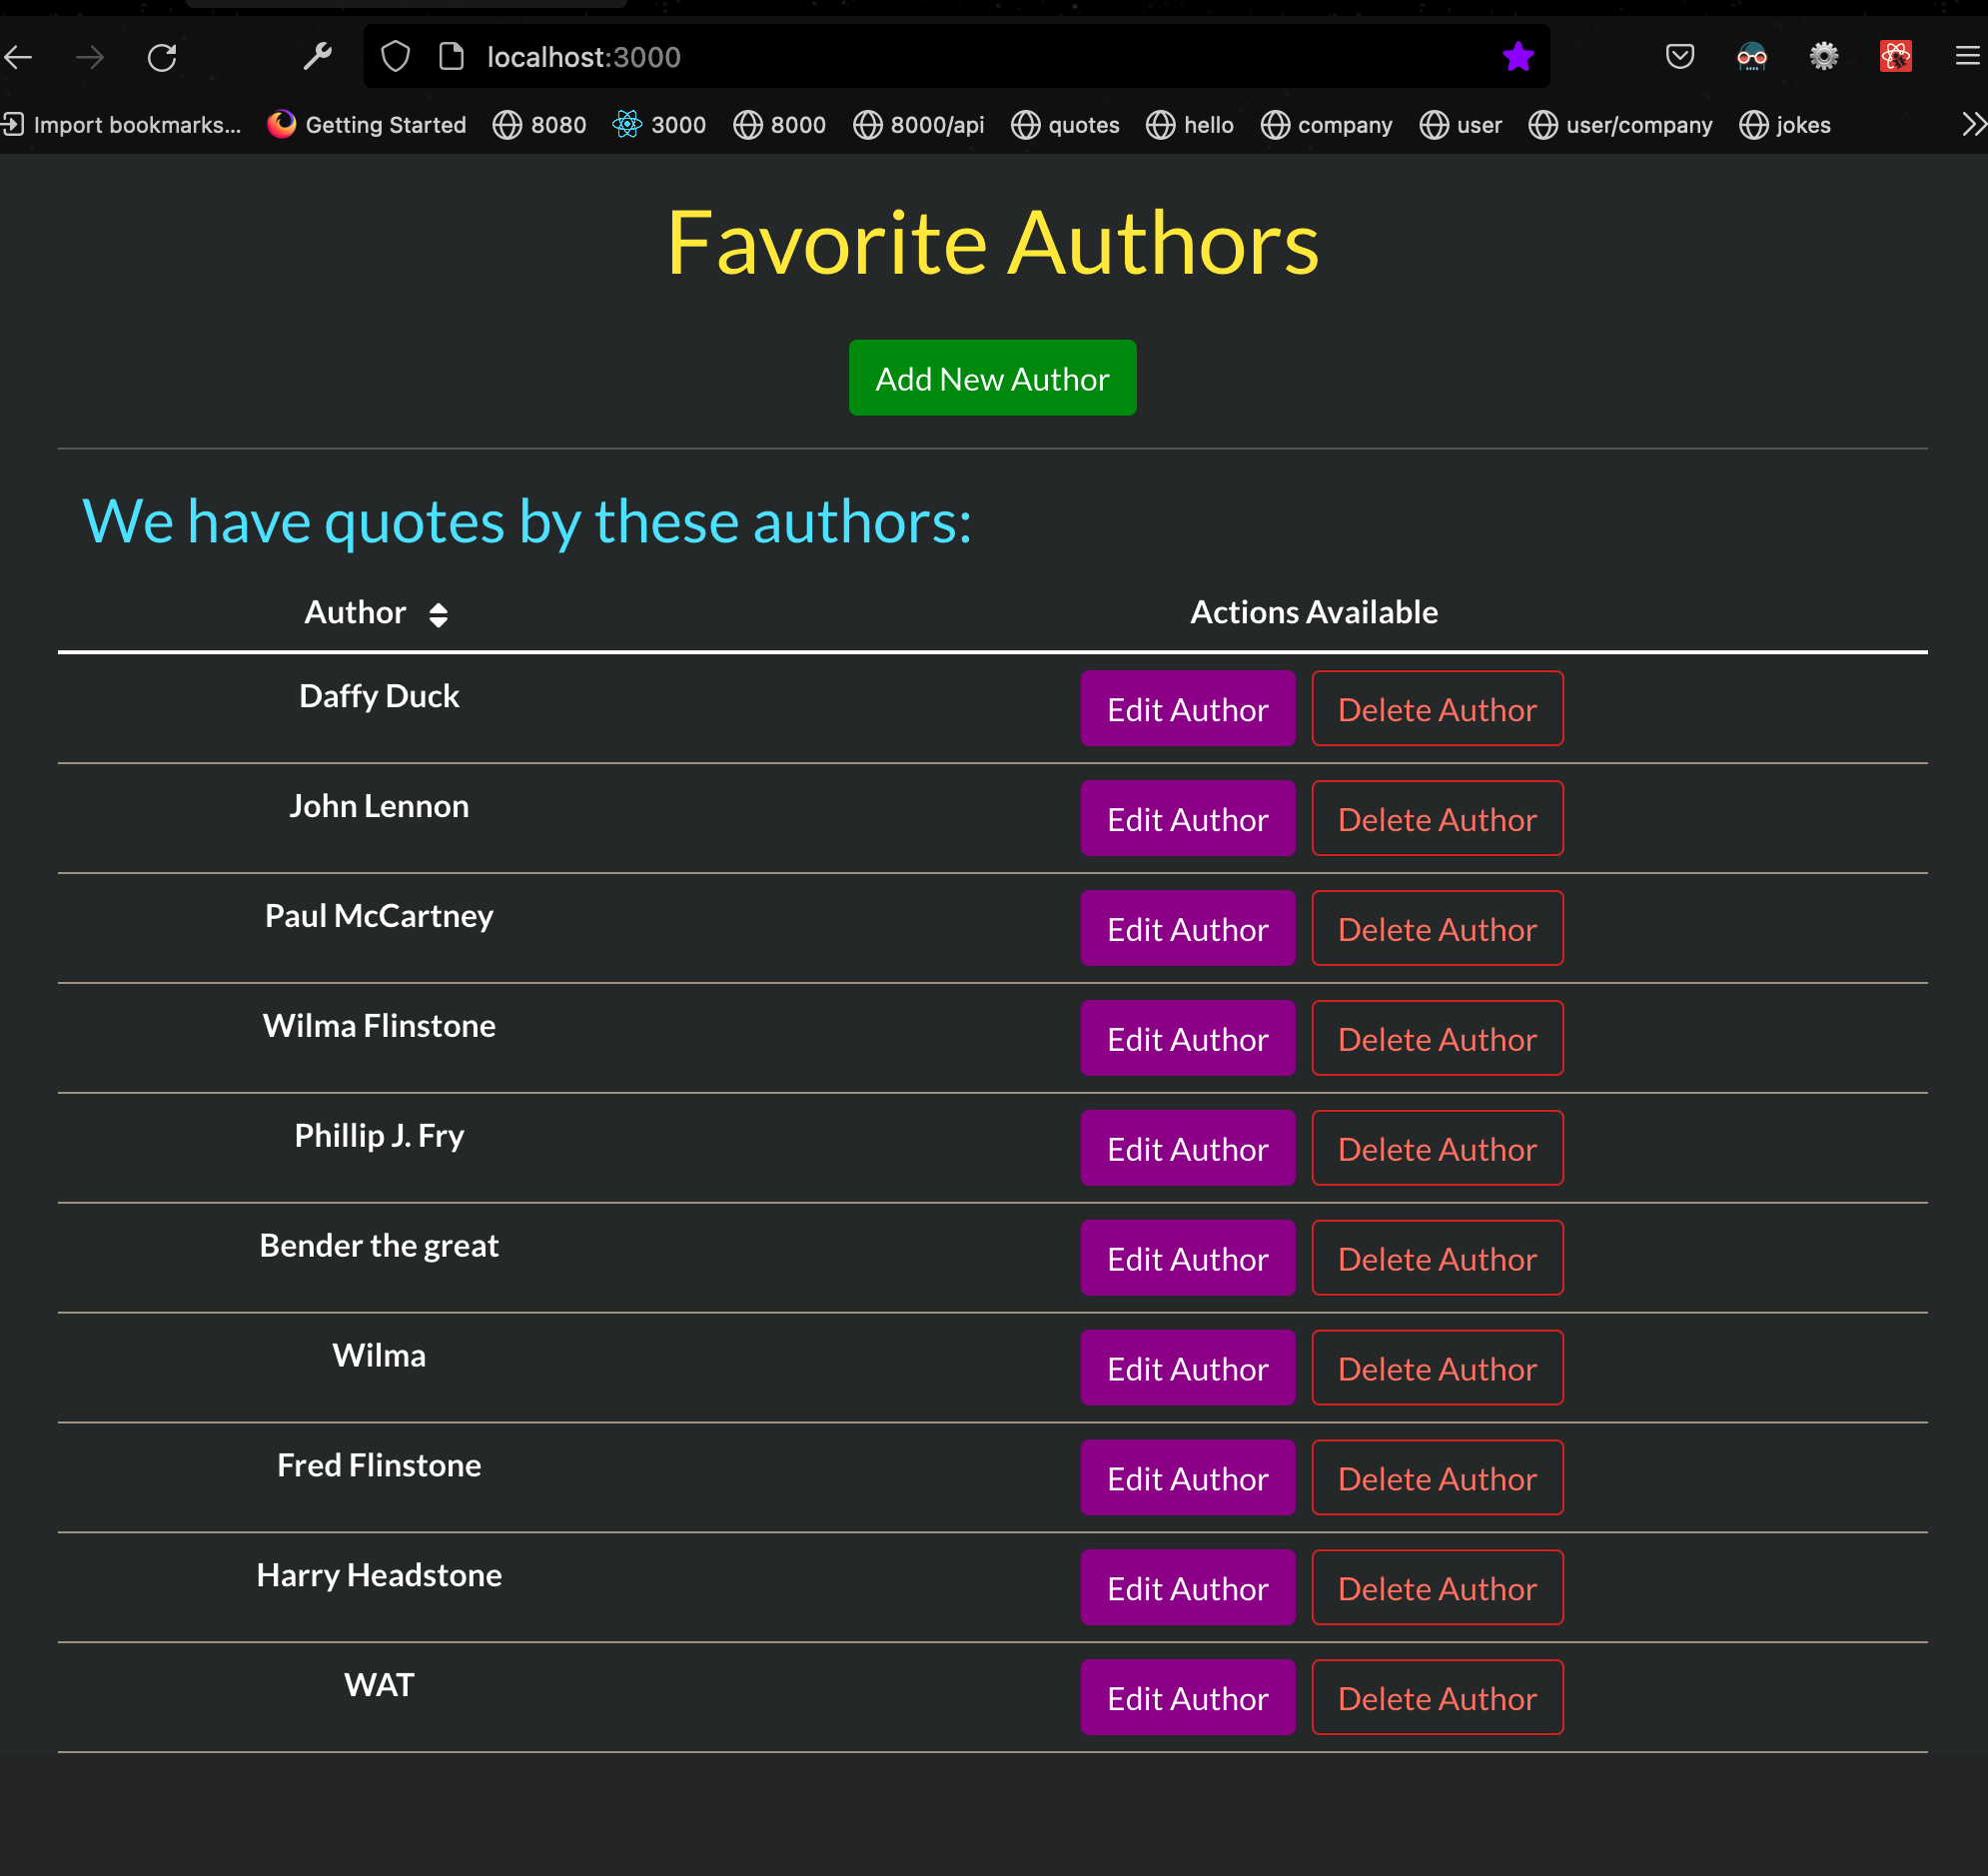 localhost:3000
Import bookmarks... Getting Started 8080 3000 8000 8000/api quotes hello company user user/company jokes
Favorite Authors
Add New Author
We have quotes by these authors:
Author Actions Available
Daffy Duck Edit Author Delete Author
John Lennon Edit Author Delete Author
Paul McCartney Edit Author Delete Author
Wilma Flinstone Edit Author Delete Author
Phillip J. Fry Edit Author Delete Author
Bender the great Edit Author Delete Author
Wilma Edit Author Delete Author
Fred Flinstone Edit Author Delete Author
Harry Headstone Edit Author Delete Author
WAT Edit Author Delete Author